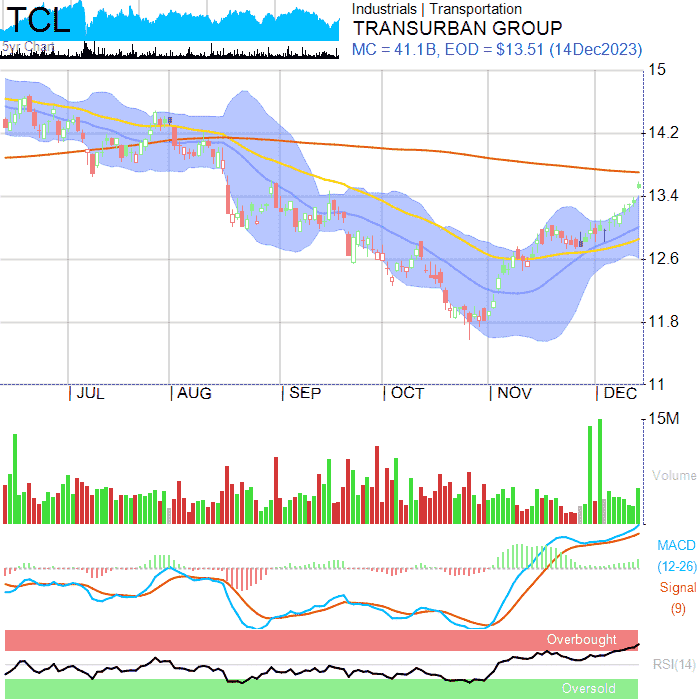 TCL
5yr Chart
Industrials | Transportation
TRANSURBAN GROUP
MC = 41.1B, EOD = $13.51 (14Dec2023)
15
14.2
13.4
12.6
11.8
11
JUL AUG SEP OCT NOV DEC
15M
Volume
MACD
(12-26)
Signal
(9)
Overbought
RSI(14)
Oversold